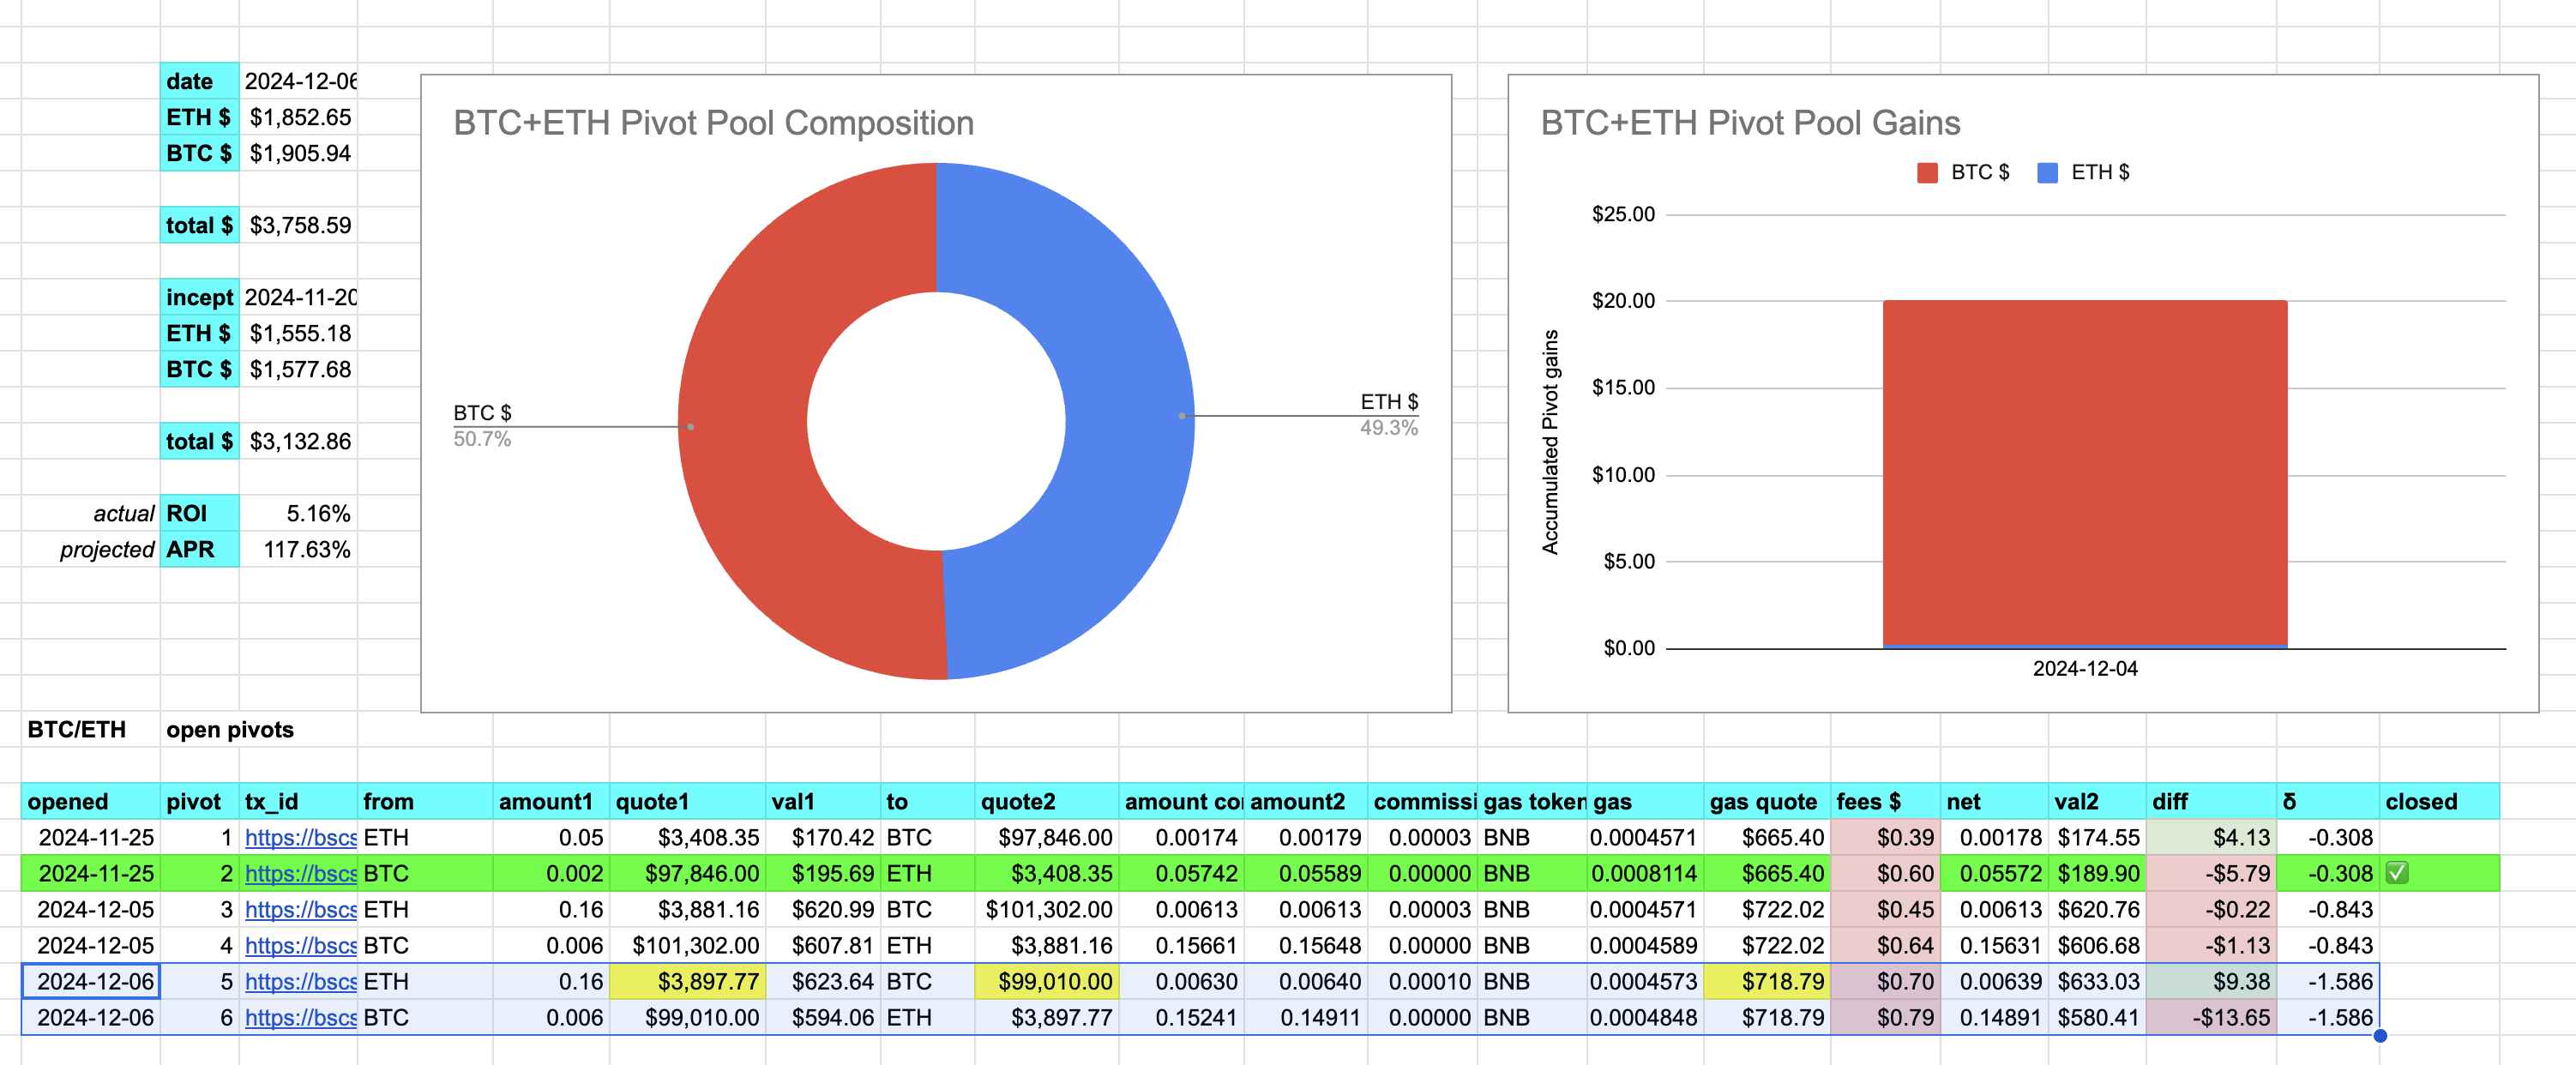 date 2024-12-06
ETH $ $1,852.65
BTC $ $1,905.94
total $ $3,758.59
incept 2024-11-20
ETH $ $1,555.18
BTC $ $1,577.68
total $ $3,132.86
actual ROI 5.16%
projected APR 117.63%
BTC+ETH Pivot Pool Composition
BTC $
50.7%
ETH $
49.3%
BTC+ETH Pivot Pool Gains
BTC $ ETH $
Accumulated Pivot gains
$25.00
$20.00
$15.00
$10.00
$5.00
$0.00
2024-12-04
BTC/ETH open pivots
opened pivot tx_id from amount1 quote1 val1 to quote2 amount co amount2 commissi gas token gas gas quote fees $ net val2 diff δ closed
2024-11-25 1 https://bscs ETH 0.05 $3,408.35 $170.42 BTC $97,846.00 0.00174 0.00179 0.00003 BNB 0.0004571 $665.40 $0.39 0.00178 $174.55 $4.13 -0.308
2024-11-25 2 https://bscs BTC 0.002 $97,846.00 $195.69 ETH $3,408.35 0.05742 0.05589 0.00000 BNB 0.0008114 $665.40 $0.60 0.05572 $189.90 -$5.79 -0.308 ✅
2024-12-05 3 https://bscs ETH 0.16 $3,881.16 $620.99 BTC $101,302.00 0.00613 0.00613 0.00003 BNB 0.0004571 $722.02 $0.45 0.00613 $620.76 -$0.22 -0.843
2024-12-05 4 https://bscs BTC 0.006 $101,302.00 $607.81 ETH $3,881.16 0.15661 0.15648 0.00000 BNB 0.0004589 $722.02 $0.64 0.15631 $606.68 -$1.13 -0.843
2024-12-06 5 https://bscs ETH 0.16 $3,897.77 $623.64 BTC $99,010.00 0.00630 0.00640 0.00010 BNB 0.0004573 $718.79 $0.70 0.00639 $633.03 $9.38 -1.586
2024-12-06 6 https://bscs BTC 0.006 $99,010.00 $594.06 ETH $3,897.77 0.15241 0.14911 0.00000 BNB 0.0004848 $718.79 $0.79 0.14891 $580.41 -$13.65 -1.586